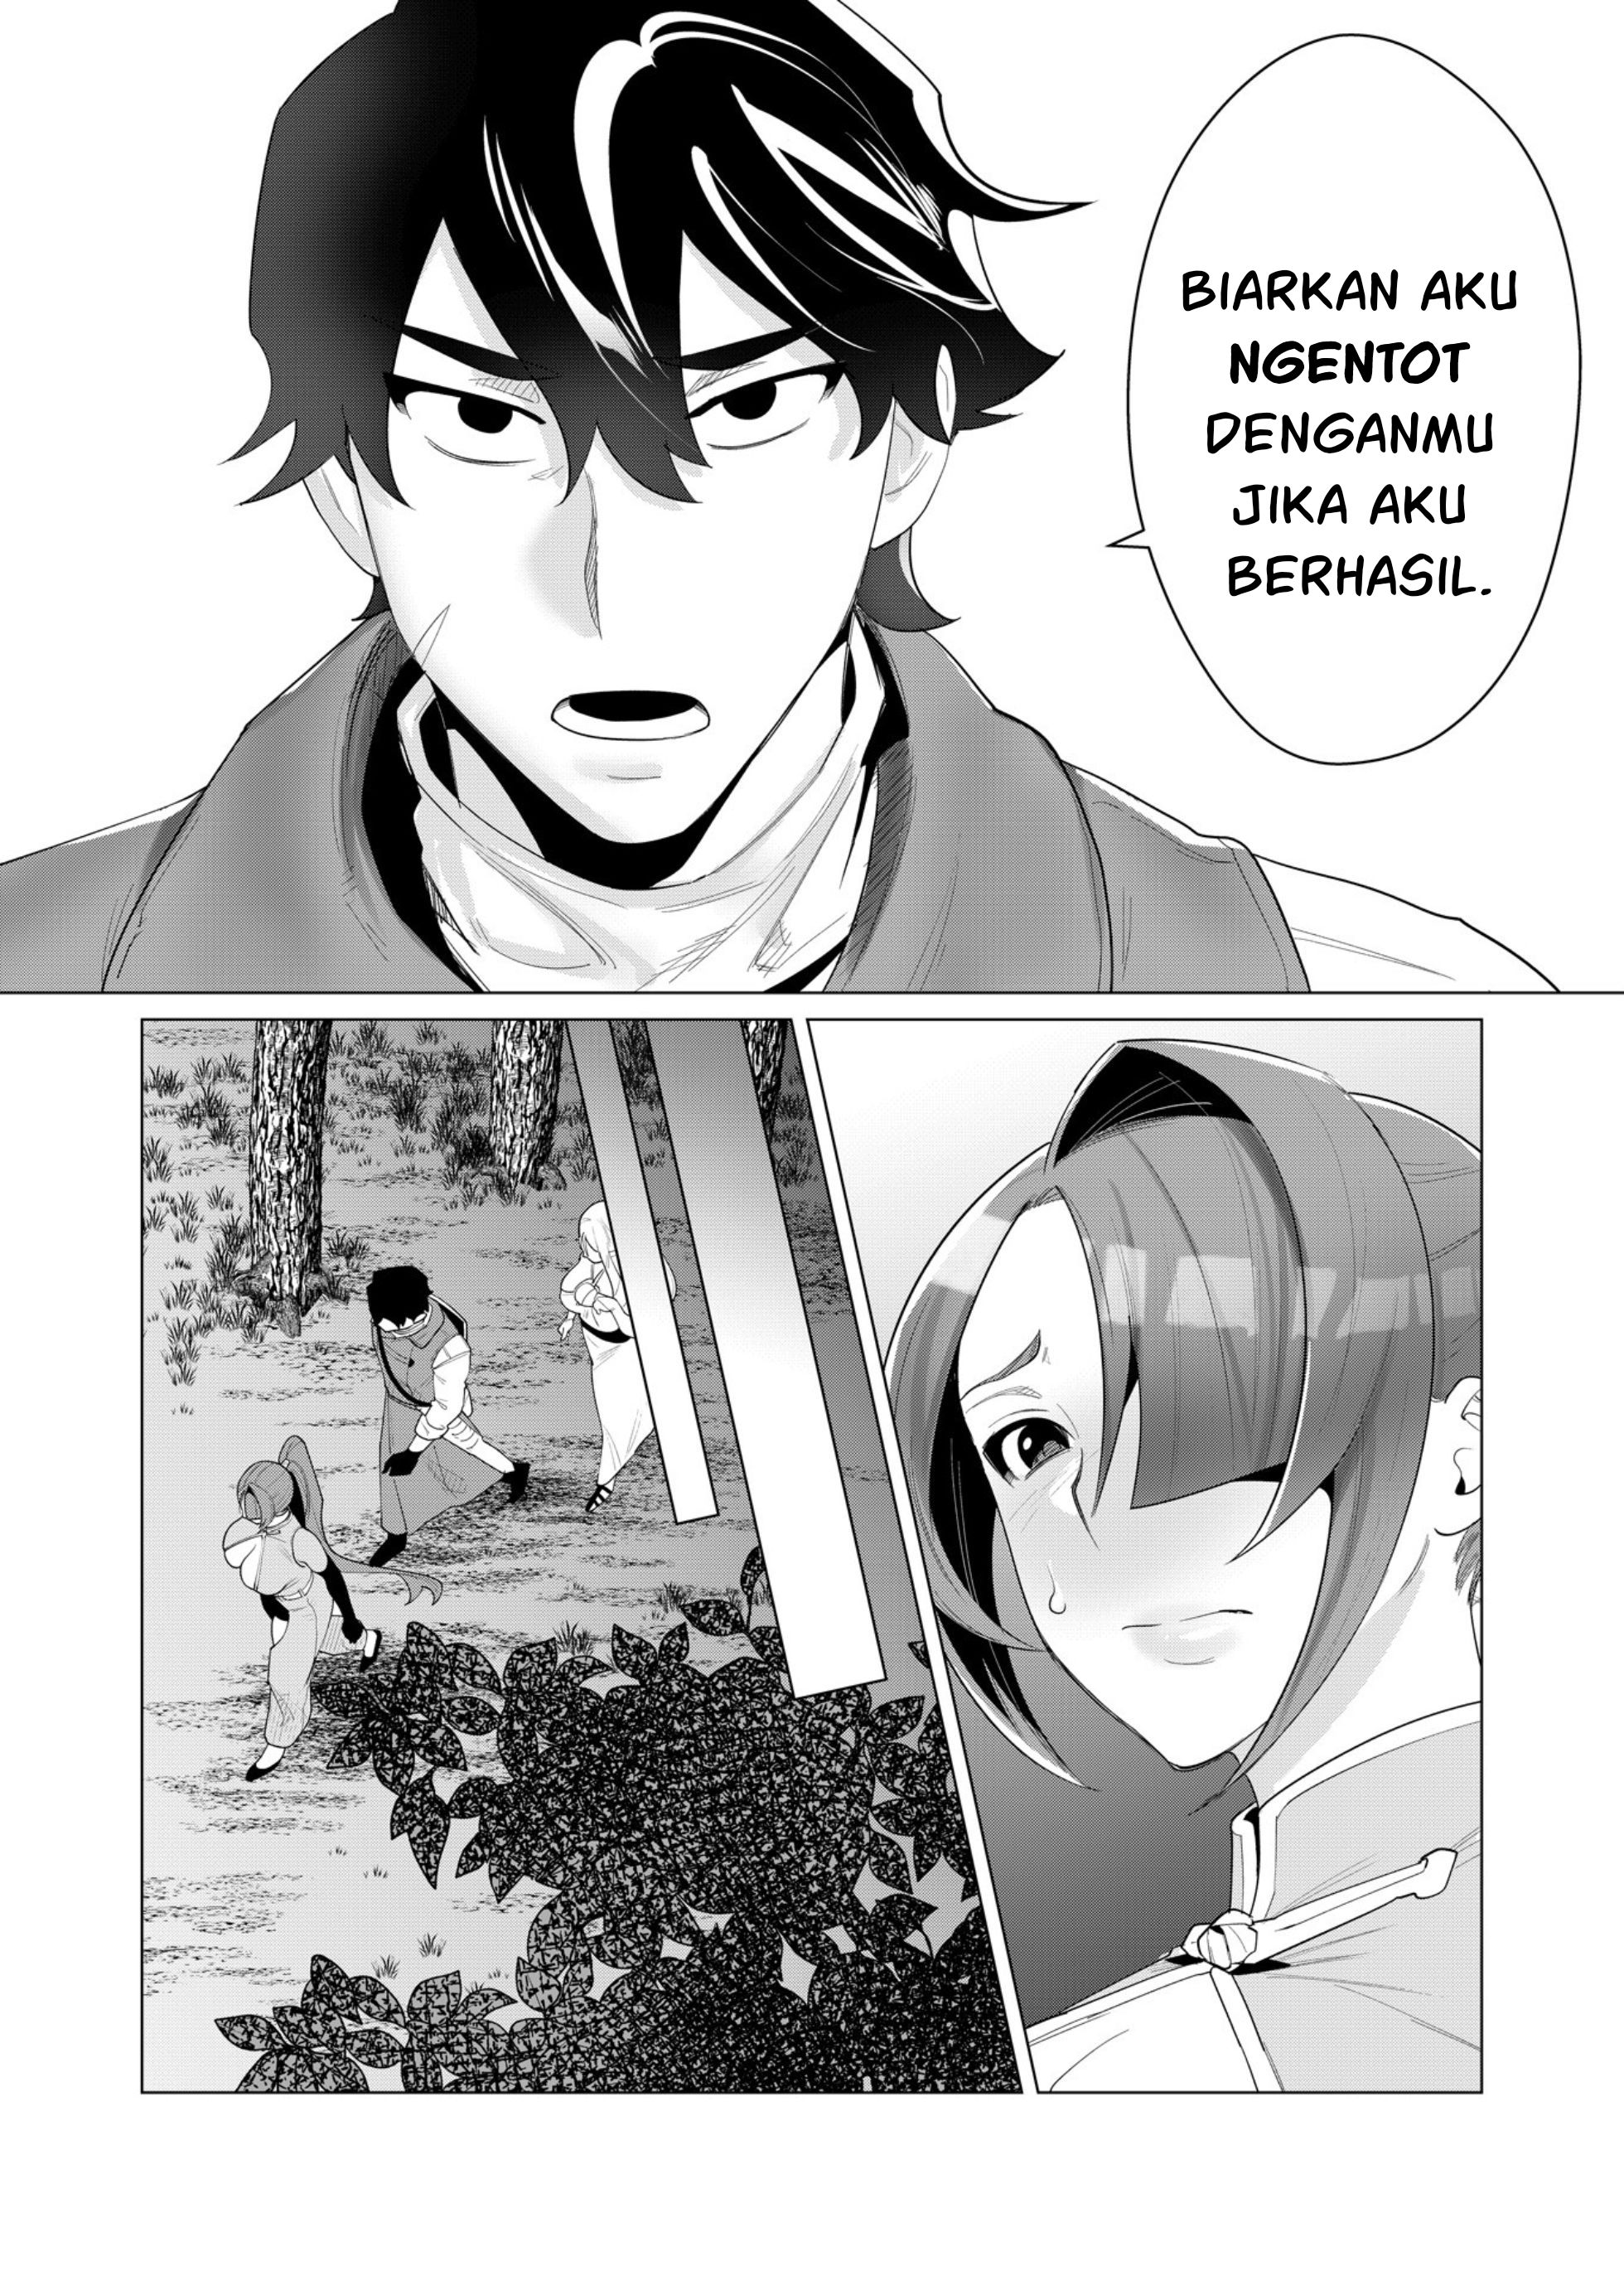 BIARKAN AKU
NGENTOT
DENGANMU
JIKA AKU
BERHASIL.